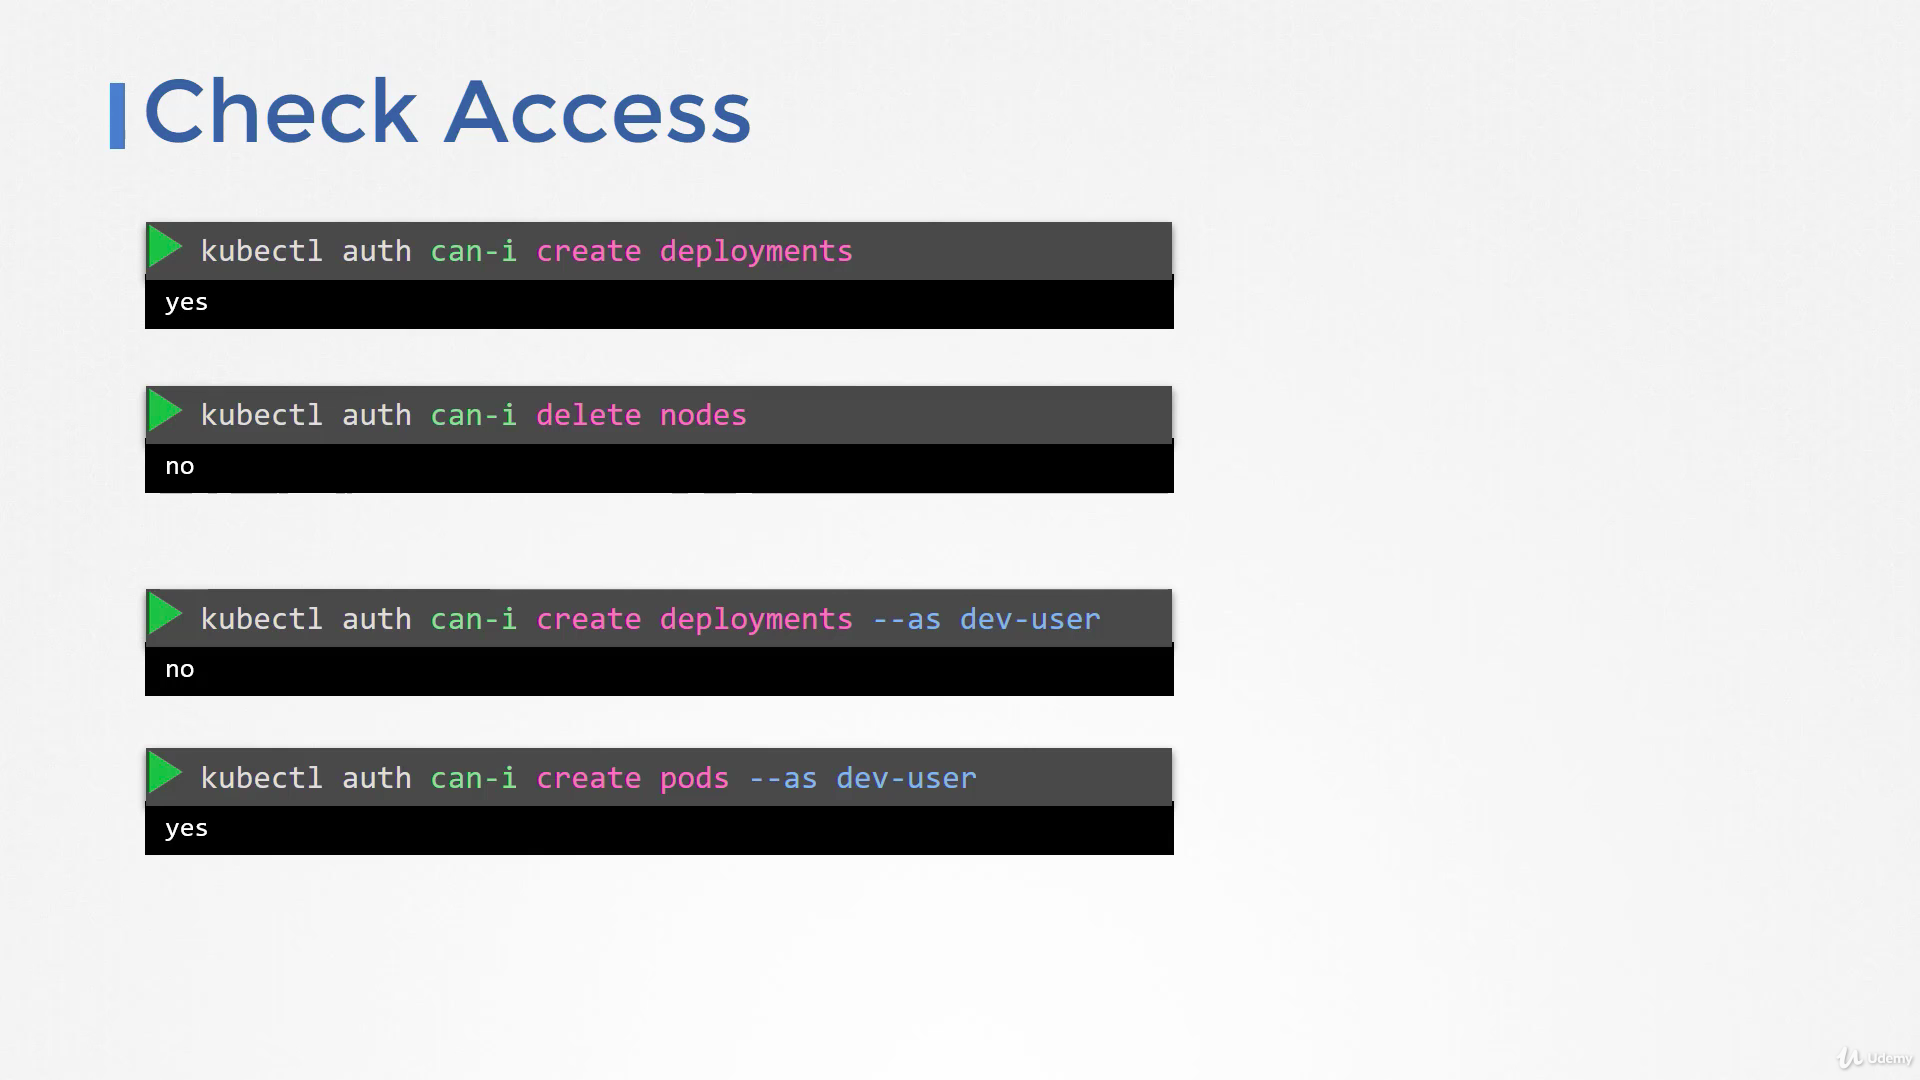 Check Access
kubectl auth can-i create deployments
yes
kubectl auth can-i delete nodes
no
kubectl auth can-i create deployments --as dev-user
no
kubectl auth can-i create pods --as dev-user
yes
Udemy